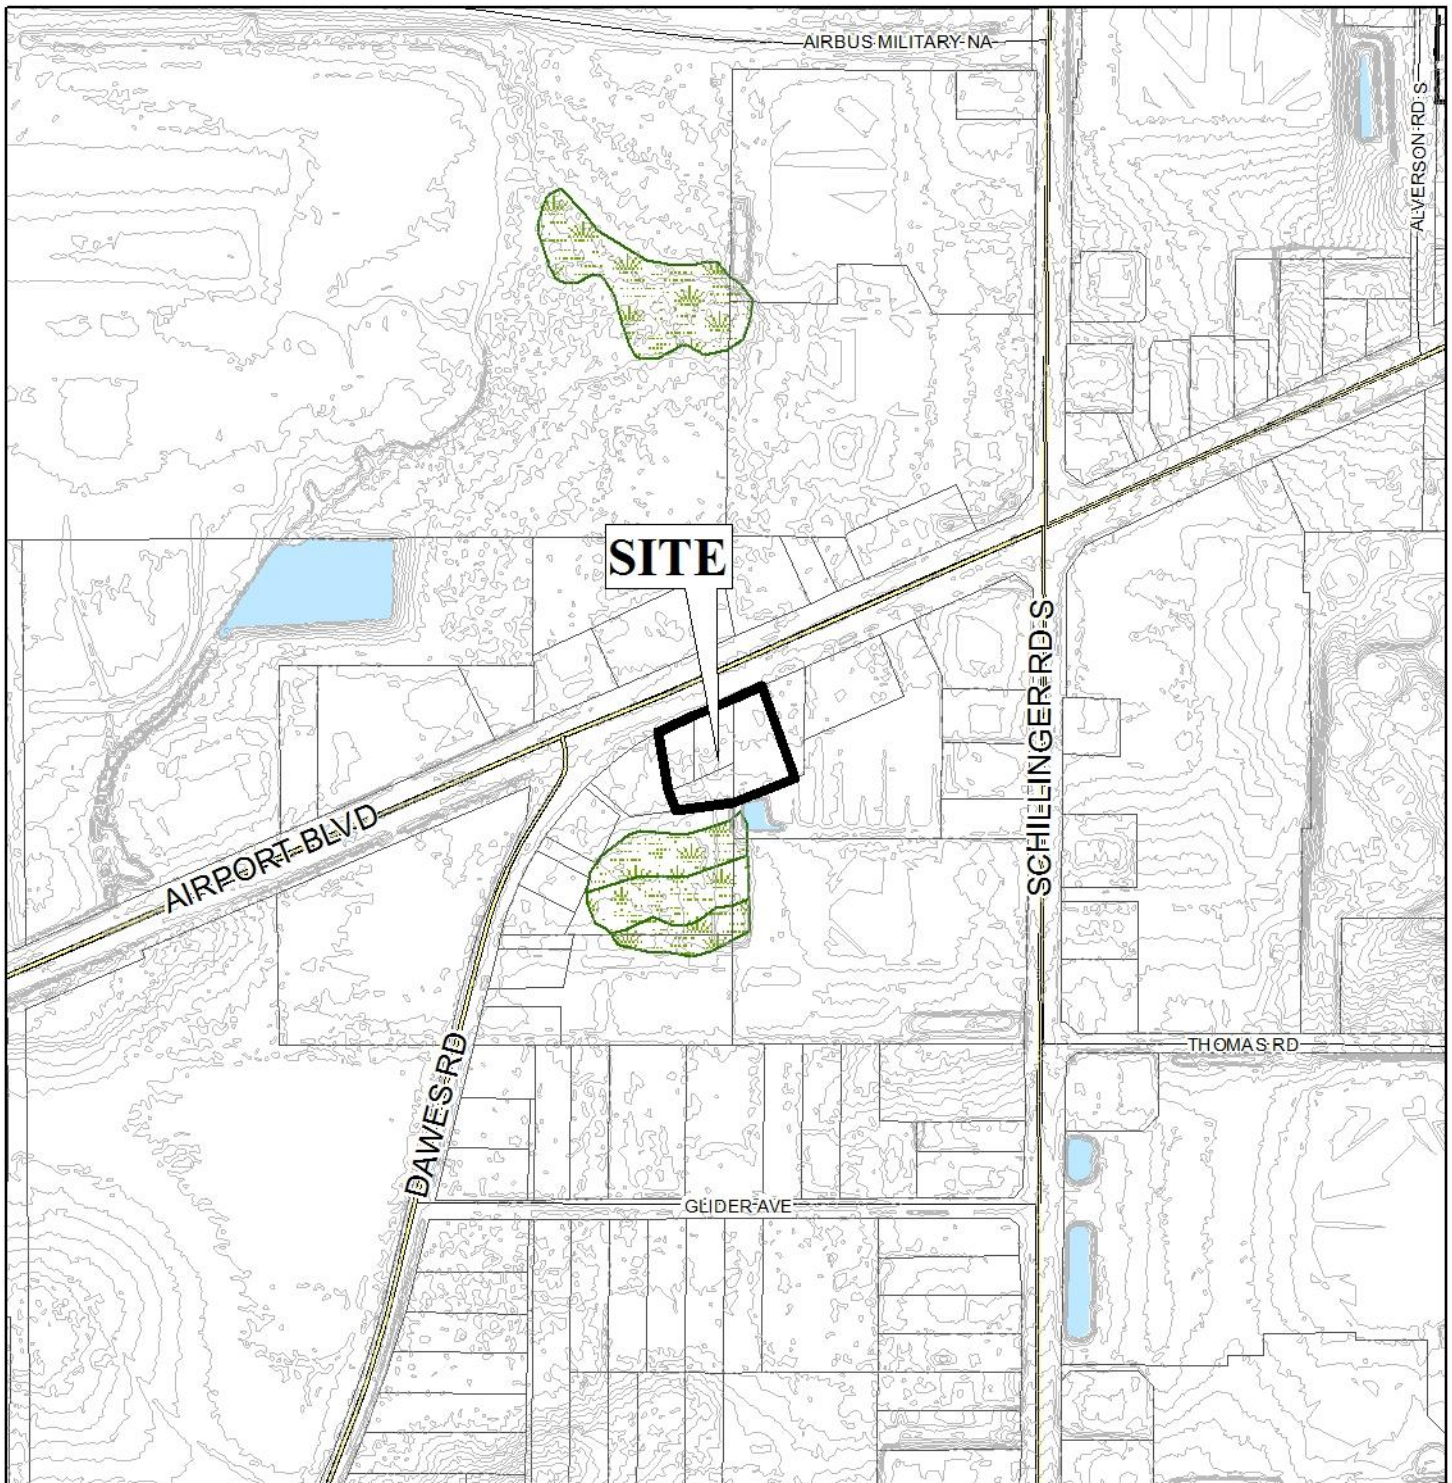 AIRBUS MILITARY NA
ALVERSON RD S
SITE
SCHILLINGER RD S
AIRPORT BLVD
THOMAS RD
DAWES RD
GLIDER AVE